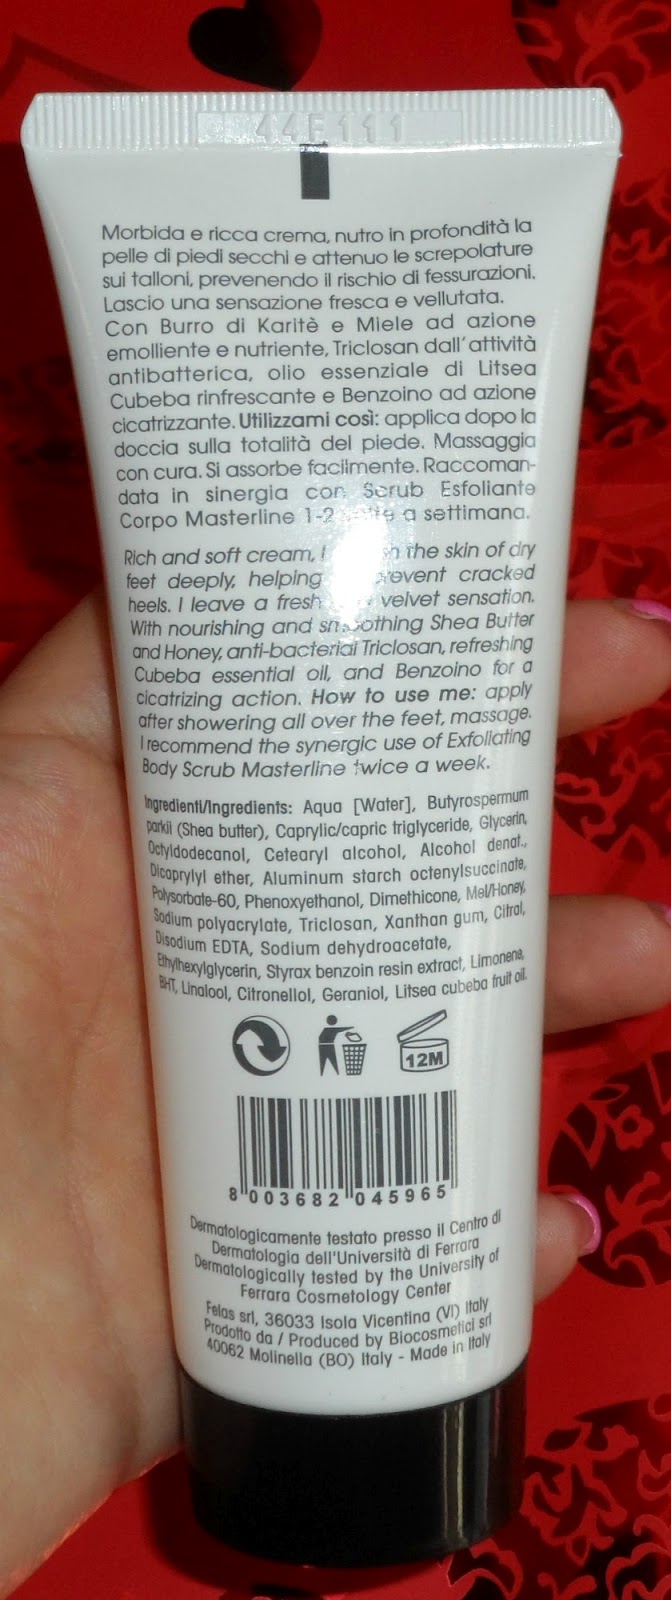 44E111
Morbida e ricca crema, nutro in profondità la
pelle di piedi secchi e attenuo le screpolature
sui talloni, prevenendo il rischio di fessurazioni.
Lascio una sensazione fresca e vellutata.
Con Burro di Karitè e Miele ad azione
emolliente e nutriente, Triclosan dall'attività
antibatterica, olio essenziale di Litsea
Cubeba rinfrescante e Benzoino ad azione
cicatrizzante. Utilizzami così: applica dopo la
doccia sulla totalità del piede. Massaggia
con cura. Si assorbe facilmente. Raccoman-
data in sinergia con Scrub Esfoliante
Corpo Masterline 1-2 a settimana.
Rich and soft cream, I the skin of dry
feet deeply, helping prevent cracked
heels. I leave a fresh velvet sensation.
With nourishing and smoothing Shea Butter
and Honey, anti-bacterial Triclosan, refreshing
Cubeba essential oil, and Benzoino for a
cicatrizing action. How to use me: apply
after showering all over the feet, massage.
I recommend the synergic use of Exfoliating
Body Scrub Masterline twice a week.
Ingredienti/Ingredients: Aqua [Water], Butyrospermum
parkii (Shea butter), Caprylic/capric triglyceride, Glycerin,
Octyldodecanol, Cetearyl alcohol, Alcohol denat.,
Dicaprylyl ether, Aluminum starch octenylsuccinate,
Polysorbate-60, Phenoxyethanol, Dimethicone, Mel/Honey,
Sodium polyacrylate, Triclosan, Xanthan gum, Citral,
Disodium EDTA, Sodium dehydroacetate,
Ethylhexylglycerin, Styrax benzoin resin extract, Limonene,
BHT, Linalool, Citronellol, Geraniol, Litsea cubeba fruit oil.
12M
8 003682 045965
Dermatologicamente testato presso il Centro di
Dermatologia dell'Università di Ferrara
Dermatologically tested by the University of
Ferrara Cosmetology Center
Felas srl, 36033 Isola Vicentina (VI) Italy
Prodotto da / Produced by Biocosmetici srl
40062 Molinella (BO) Italy - Made in Italy